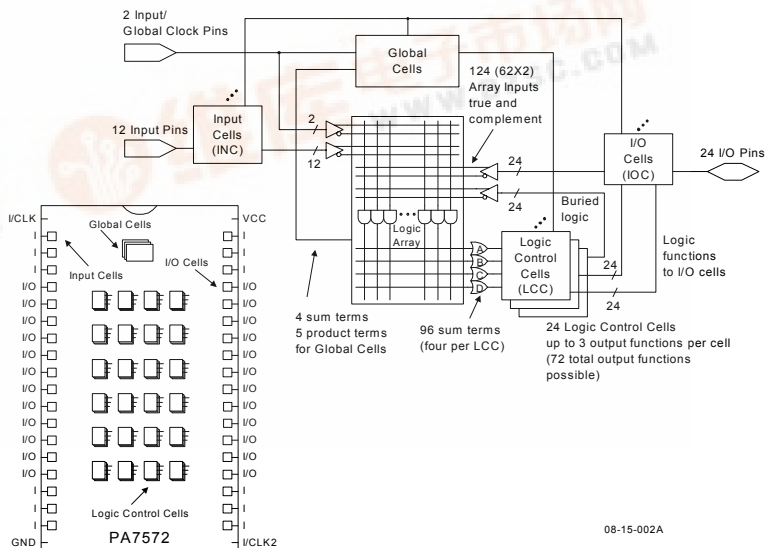 2 Input/
Global Clock Pins
Global
Cells
124 (62X2)
Array Inputs
true and
complement
12 Input Pins
Input
Cells
(INC)
2
12
I/O
Cells
(IOC)
24 I/O Pins
24
24
Buried
logic
Logic
functions
to I/O cells
Logic
Array
A
B
C
D
Logic
Control
Cells
(LCC)
24
24
4 sum terms
5 product terms
for Global Cells
96 sum terms
(four per LCC)
24 Logic Control Cells
up to 3 output functions per cell
(72 total output functions
possible)
I/CLK
I
I
I
I/O
I/O
I/O
I/O
I/O
I/O
I/O
I/O
I/O
I/O
I/O
I/O
I
I
I
GND
Global Cells
Input Cells
I/O Cells
Logic Control Cells
PA7572
VCC
I
I
I
I/O
I/O
I/O
I/O
I/O
I/O
I/O
I/O
I/O
I/O
I/O
I/O
I
I
I
I/CLK2
08-15-002A